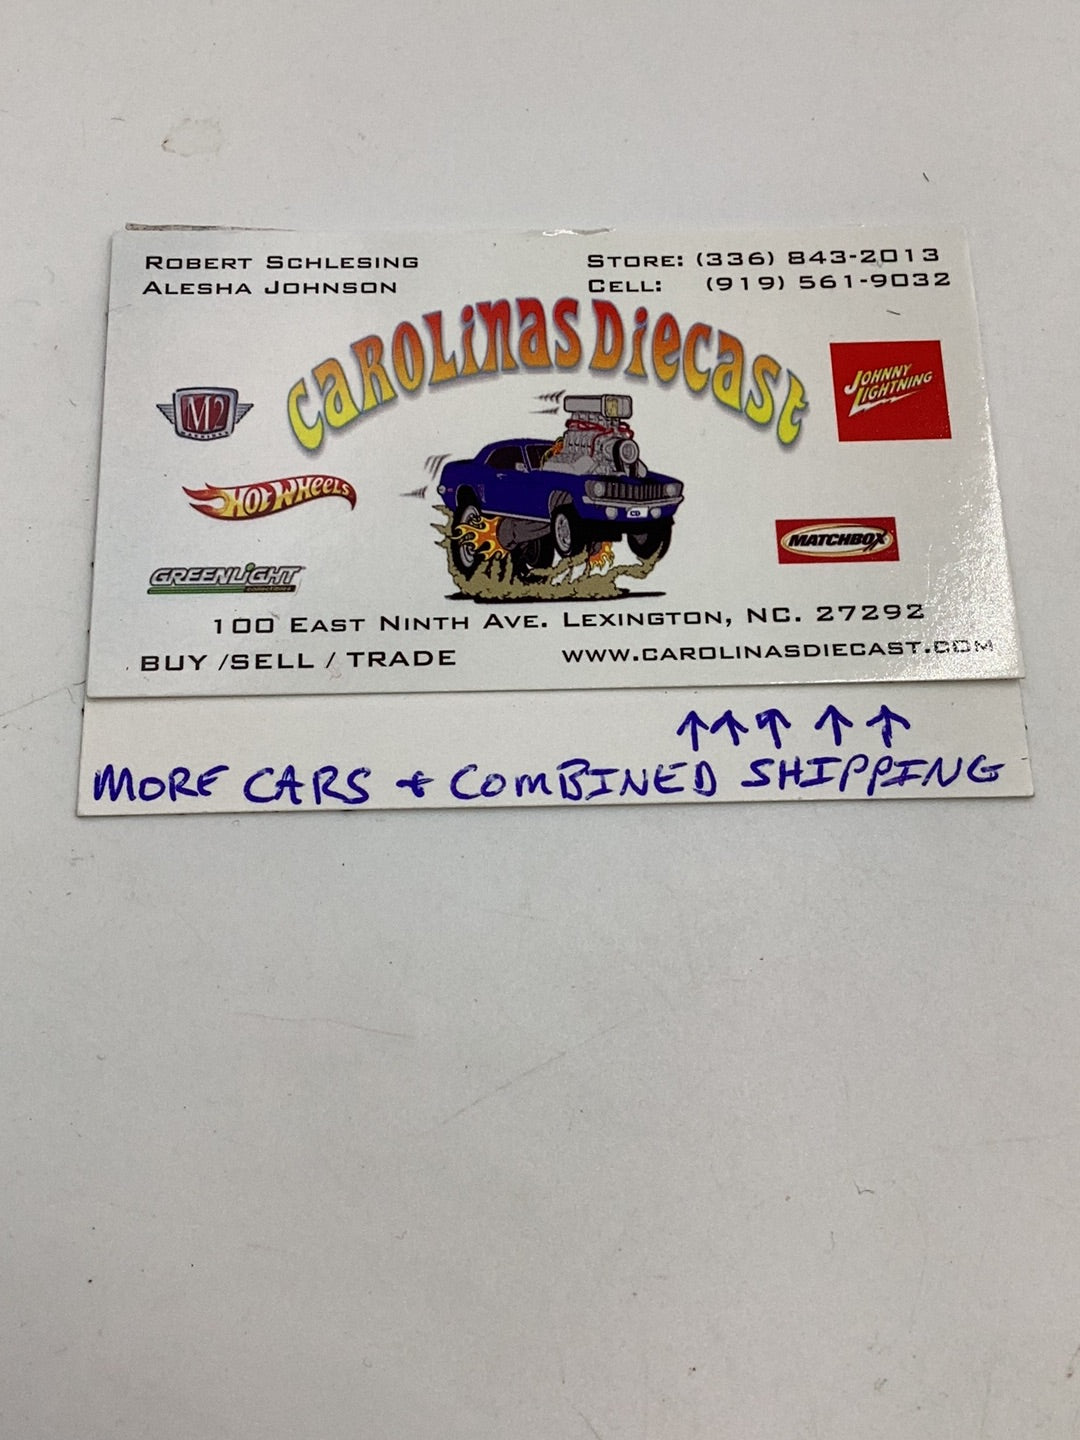 ROBERT SCHLESING
ALESHA JOHNSON
STORE: (336) 843-2013
CELL: (919) 561-9032
CAROLINAS DIECAST
M2
JOHNNY
LIGHTNING
HOT WHEELS
MATCHBOX
GREENLIGHT
CD
100 EAST NINTH AVE. LEXINGTON, NC. 27292
BUY /SELL / TRADE
WWW.CAROLINASDIECAST.COM
↑↑↑ ↑ ↑
MORE CARS + COMBINED SHIPPING